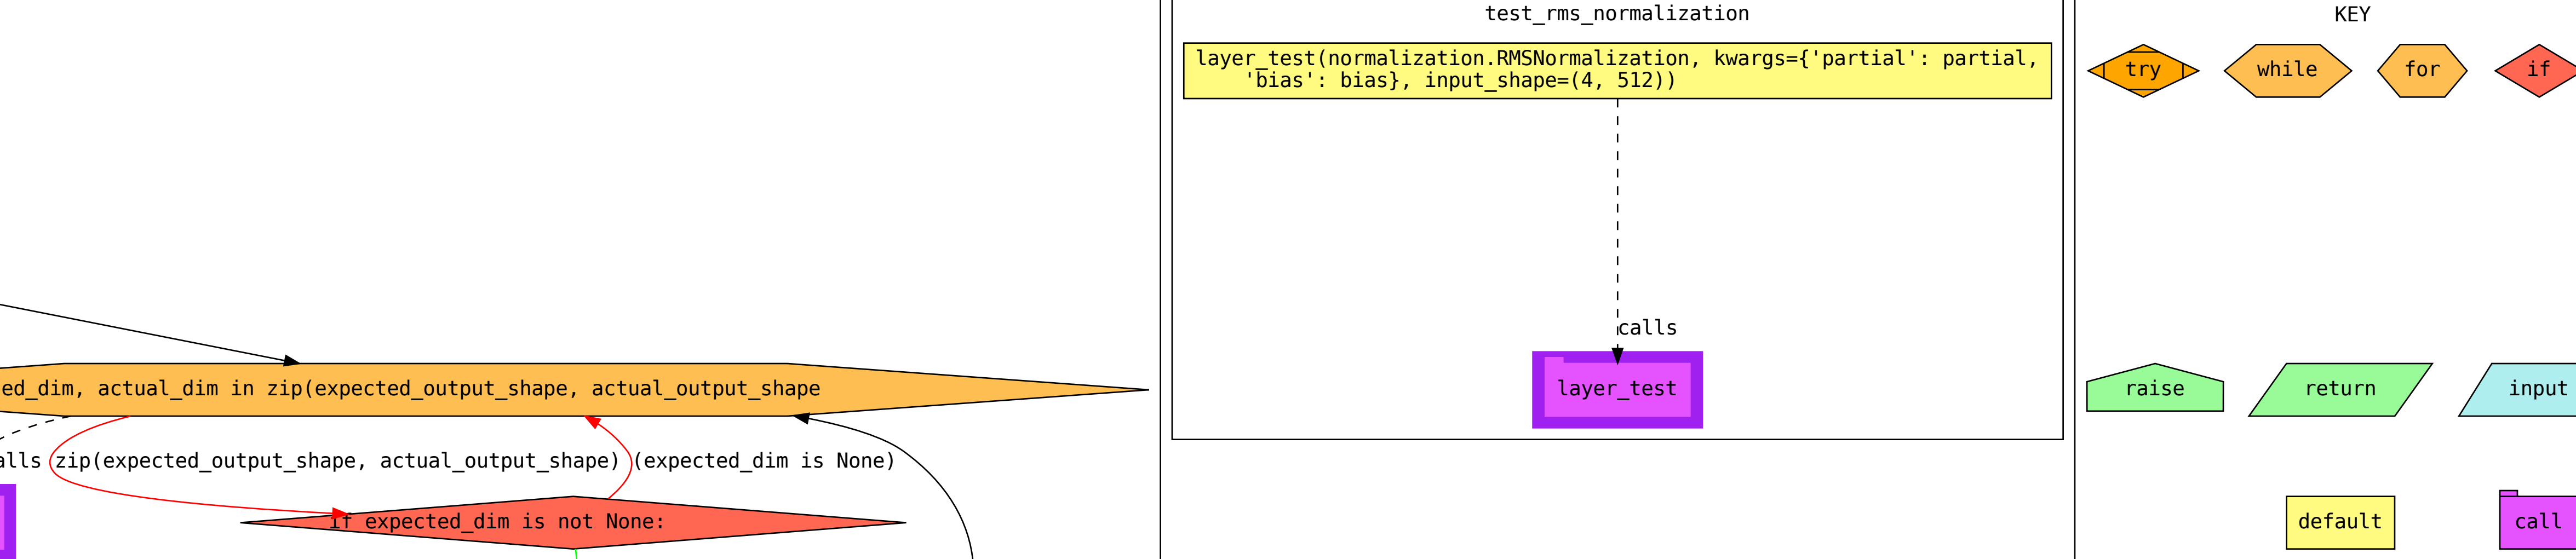 test_rms_normalization
layer_test(normalization.RMSNormalization, kwargs={'partial': partial,
'bias': bias}, input_shape=(4, 512))
calls
layer_test
ed_dim, actual_dim in zip(expected_output_shape, actual_output_shape
alls zip(expected_output_shape, actual_output_shape) (expected_dim is None)
if expected_dim is not None:
KEY
try while for if
raise return input
default call